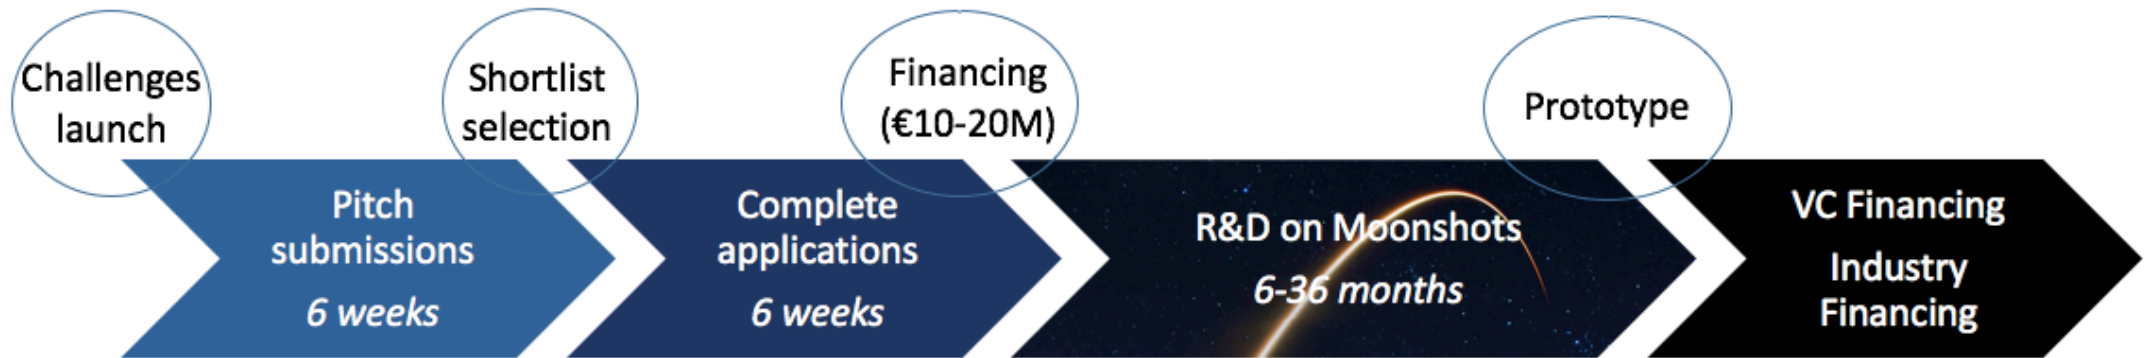 Challenges
launch
Shortlist
selection
Financing
(€10-20M)
Prototype
Pitch
submissions
6 weeks
Complete
applications
6 weeks
R&D on Moonshots
6-36 months
VC Financing
Industry
Financing